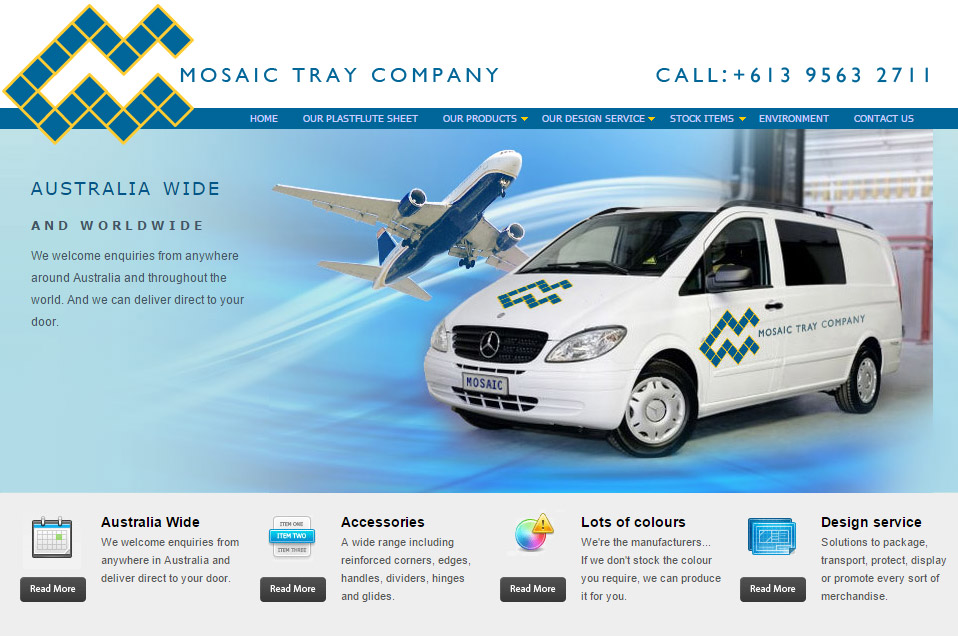 MOSAIC TRAY COMPANY
CALL:+613 9563 2711
HOME OUR PLASTFLUTE SHEET OUR PRODUCTS OUR DESIGN SERVICE STOCK ITEMS ENVIRONMENT CONTACT US
AUSTRALIA WIDE
AND WORLDWIDE
We welcome enquiries from anywhere
around Australia and throughout the
world. And we can deliver direct to your
door.
MOSAIC TRAY COMPANY
MOSAIC
Australia Wide
We welcome enquiries from
anywhere in Australia and
deliver direct to your door.
Read More
ITEM ONE
ITEM TWO
ITEM THREE
Accessories
A wide range including
reinforced corners, edges,
handles, dividers, hinges
and glides.
Read More
Lots of colours
We're the manufacturers...
If we don't stock the colour
you require, we can produce
it for you.
Read More
Design service
Solutions to package,
transport, protect, display
or promote every sort of
merchandise.
Read More